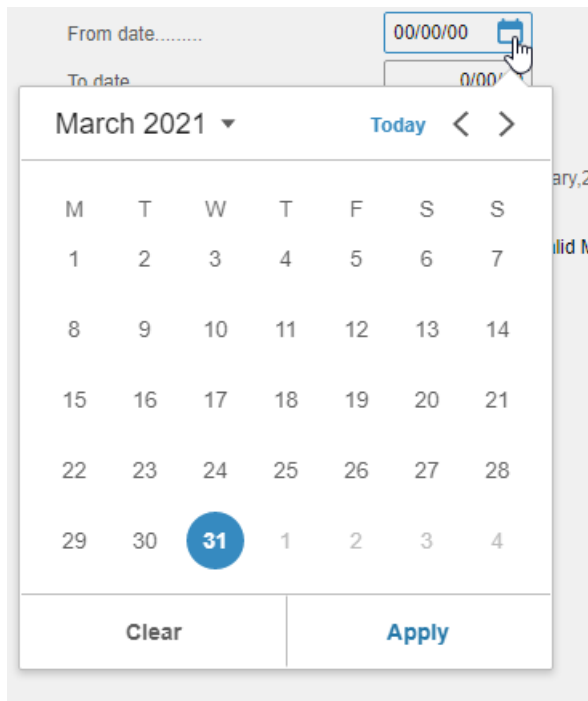 From date.........
00/00/00
To date
0/00/
March 2021
Today
M T W T F S S
1 2 3 4 5 6 7
8 9 10 11 12 13 14
15 16 17 18 19 20 21
22 23 24 25 26 27 28
29 30 31 1 2 3 4
Clear Apply